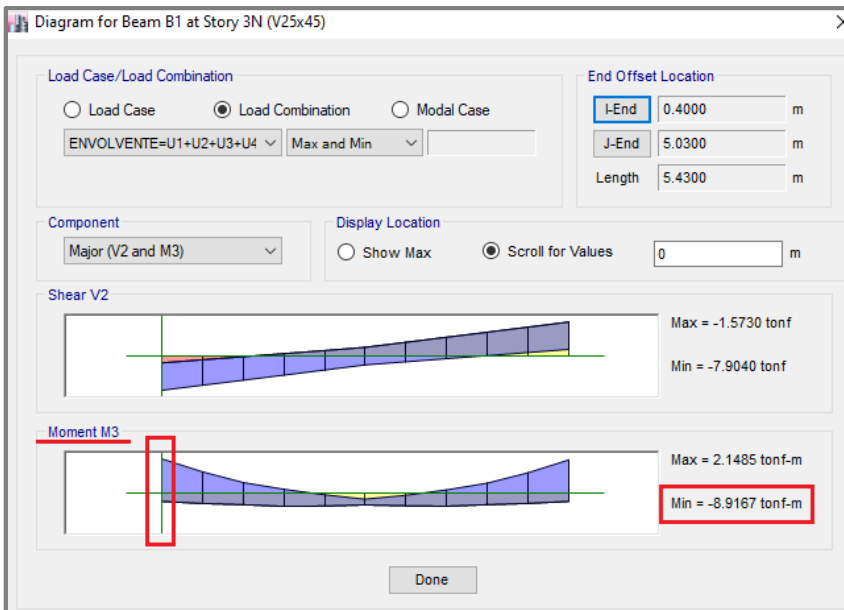 Diagram for Beam B1 at Story 3N (V25x45)
Load Case/Load Combination
Load Case
Load Combination
Modal Case
ENVOLVENTE=U1+U2+U3+U4
Max and Min
End Offset Location
I-End 0.4000 m
J-End 5.0300 m
Length 5.4300 m
Component
Major (V2 and M3)
Display Location
Show Max
Scroll for Values
0 m
Shear V2
Max = -1.5730 tonf
Min = -7.9040 tonf
Moment M3
Max = 2.1485 tonf-m
Min = -8.9167 tonf-m
Done